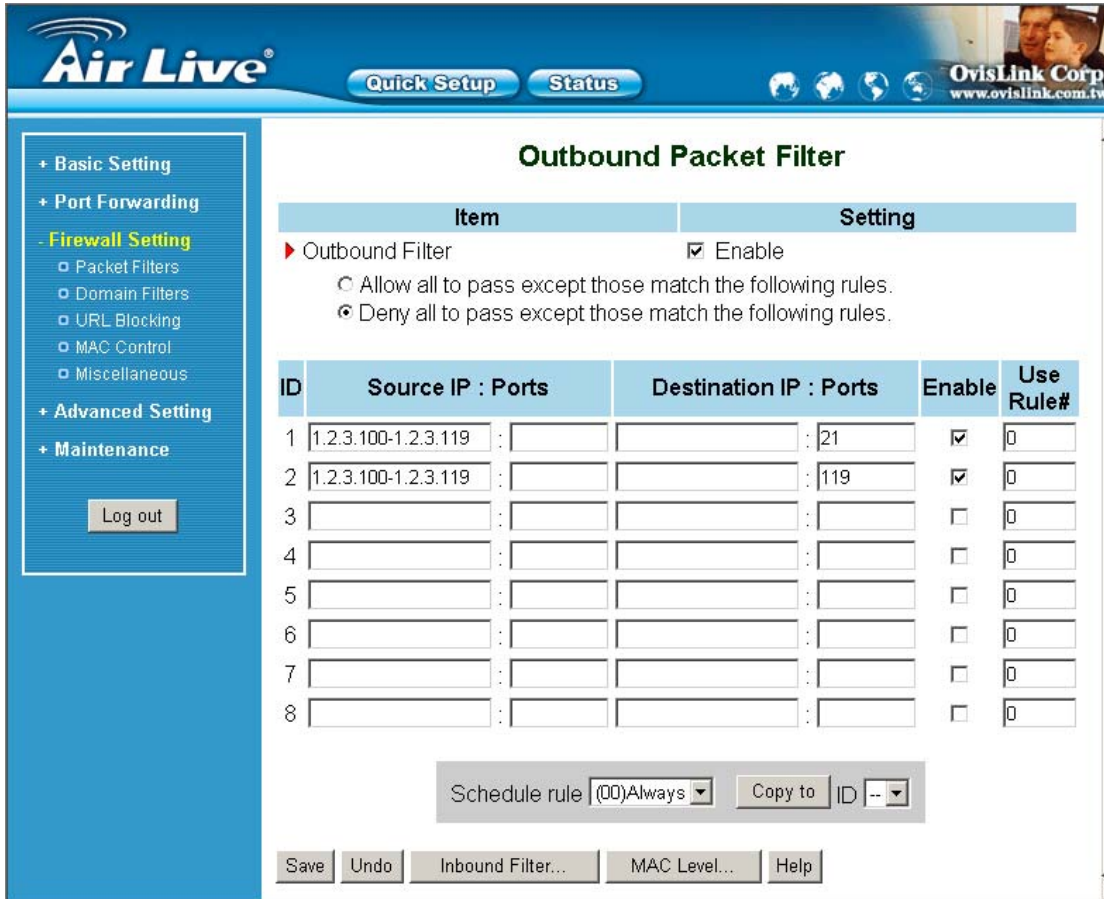 Air Live®
Quick Setup
Status
OvisLink Corp
www.ovislink.com.tw
+ Basic Setting
+ Port Forwarding
- Firewall Setting
Packet Filters
Domain Filters
URL Blocking
MAC Control
Miscellaneous
+ Advanced Setting
+ Maintenance
Log out
Outbound Packet Filter
Item Setting
Outbound Filter Enable
Allow all to pass except those match the following rules.
Deny all to pass except those match the following rules.
ID Source IP : Ports Destination IP : Ports Enable Use Rule#
1 1.2.3.100-1.2.3.119 : : 21 0
2 1.2.3.100-1.2.3.119 : : 119 0
3 : : 0
4 : : 0
5 : : 0
6 : : 0
7 : : 0
8 : : 0
Schedule rule (00)Always Copy to ID --
Save Undo Inbound Filter... MAC Level... Help